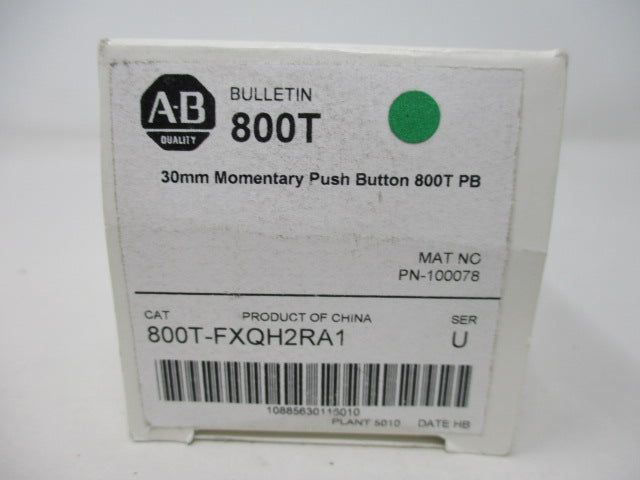 A-B
QUALITY
BULLETIN
800T
30mm Momentary Push Button 800T PB
MAT NO
PN-100078
CAT PRODUCT OF CHINA SER
800T-FXQH2RA1 U
10885630115010
PLANT 5010 DATE HB